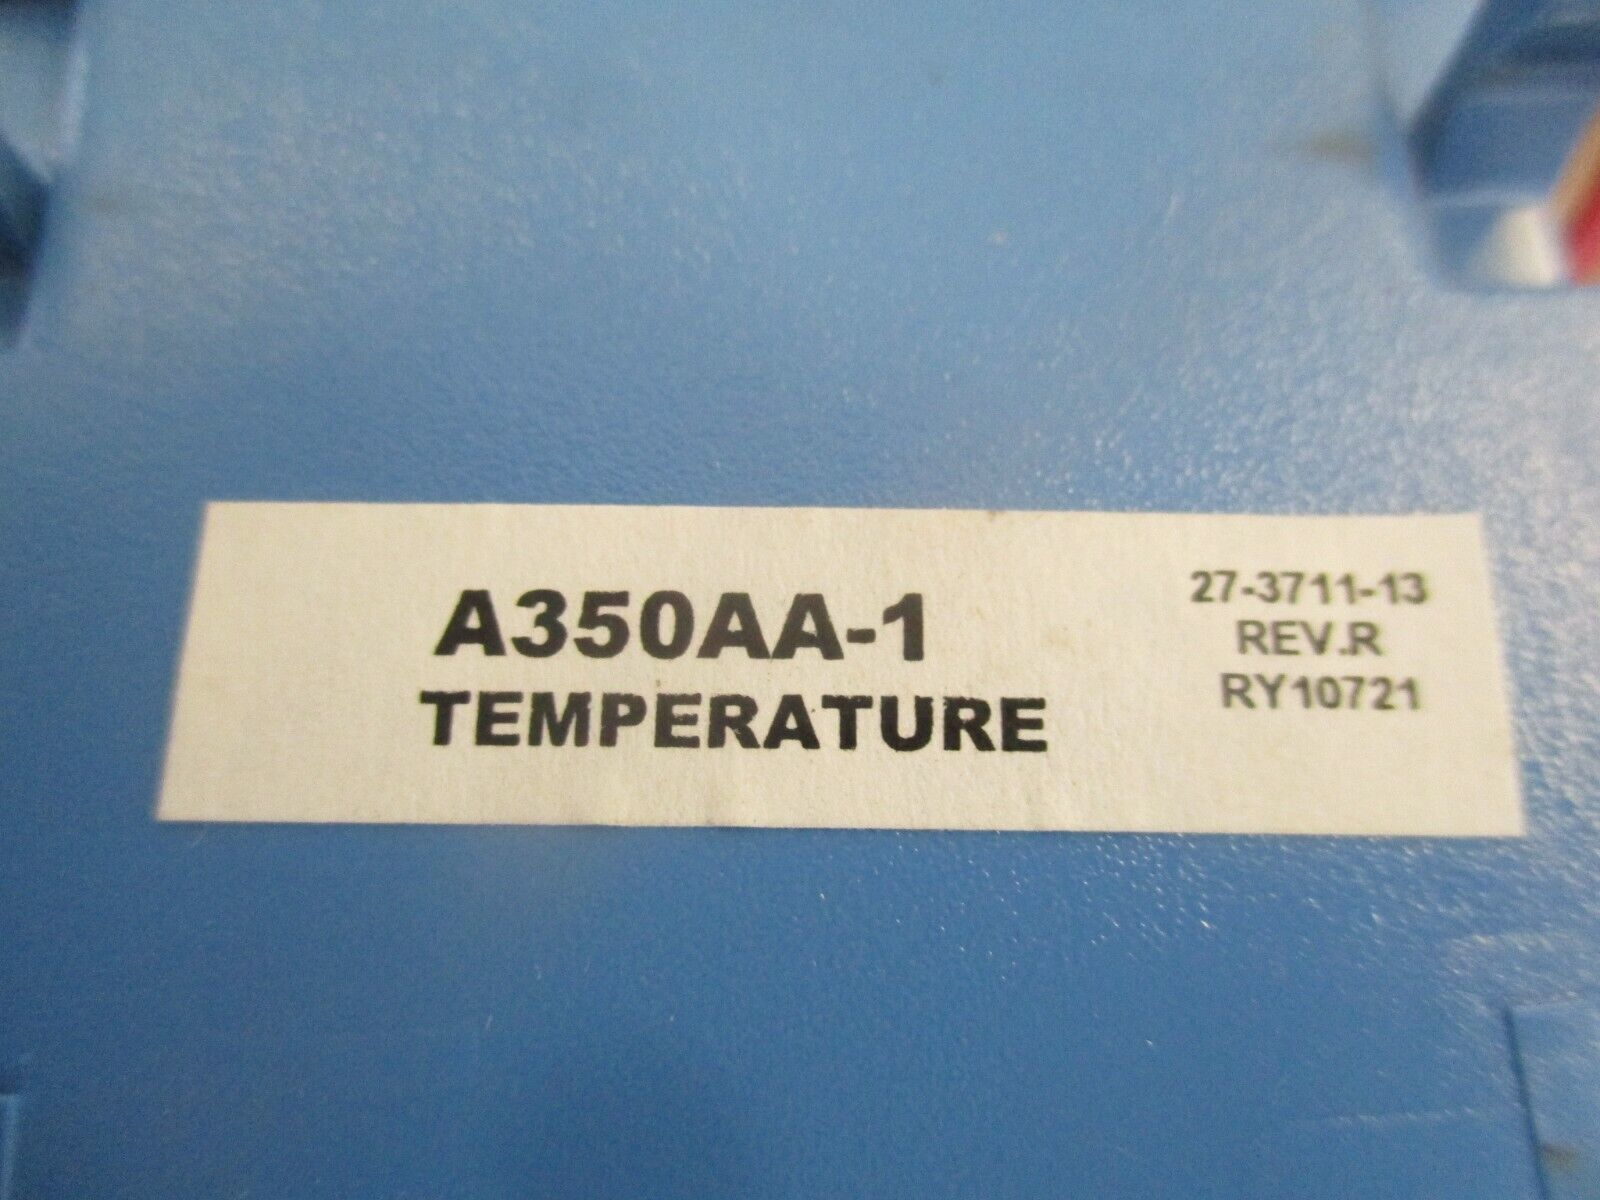 A350AA-1
TEMPERATURE
27-3711-13
REV.R
RY10721